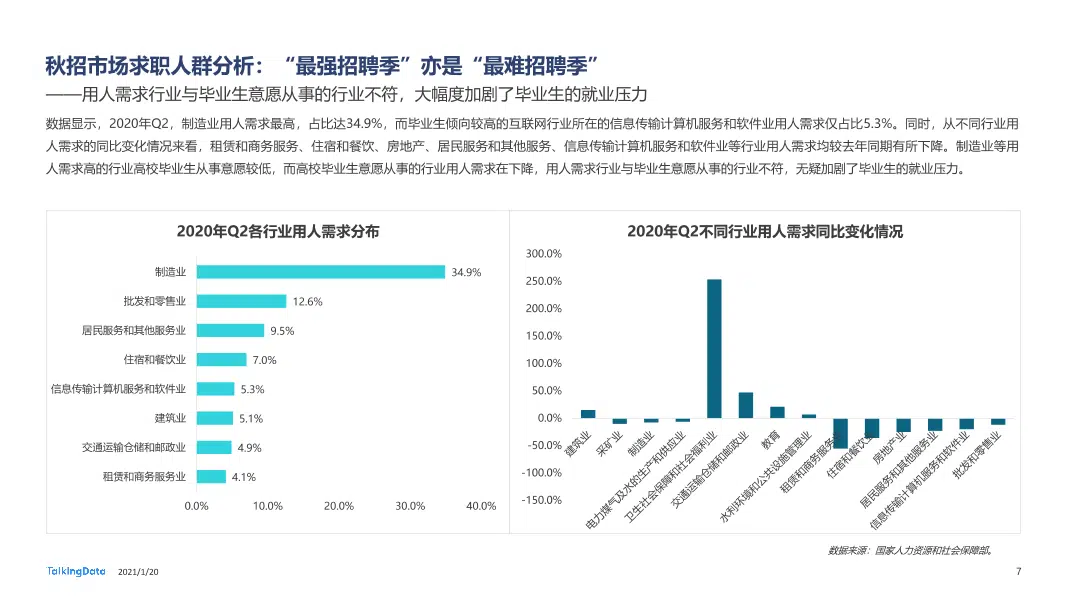 秋招市场求职人群分析：“最强招聘季”亦是“最难招聘季”
——用人需求行业与毕业生意愿从事的行业不符，大幅度加剧了毕业生的就业压力
数据显示，2020年Q2，制造业用人需求最高，占比达34.9%，而毕业生倾向较高的互联网行业所在的信息传输计算机服务和软件业用人需求仅占比5.3%。同时，从不同行业用
人需求的同比变化情况来看，租赁和商务服务、住宿和餐饮、房地产、居民服务和其他服务、信息传输计算机服务和软件业等行业用人需求均较去年同期有所下降。制造业等用
人需求高的行业高校毕业生从事意愿较低，而高校毕业生意愿从事的行业用人需求在下降，用人需求行业与毕业生意愿从事的行业不符，无疑加剧了毕业生的就业压力。
2020年Q2各行业用人需求分布
制造业 34.9%
批发和零售业 12.6%
居民服务和其他服务业 9.5%
住宿和餐饮业 7.0%
信息传输计算机服务和软件业 5.3%
建筑业 5.1%
交通运输仓储和邮政业 4.9%
租赁和商务服务业 4.1%
0.0% 10.0% 20.0% 30.0% 40.0%
2020年Q2不同行业用人需求同比变化情况
300.0%
250.0%
200.0%
150.0%
100.0%
50.0%
0.0%
-50.0%
-100.0%
-150.0%
建筑业
采矿业
制造业
电力煤气及水的生产和供应业
卫生社会保障和社会福利业
交通运输仓储和邮政业
教育
水利环境和公共设施管理业
租赁和商务服务业
住宿和餐饮业
房地产业
居民服务和其他服务业
信息传输计算机服务和软件业
批发和零售业
数据来源：国家人力资源和社会保障部。
TalkingData 2021/1/20
7